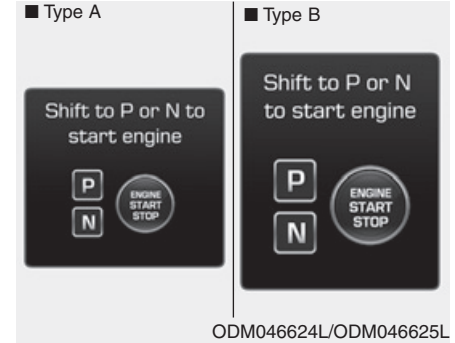 ■ Type A
Shift to P or N to
start engine
P
N
ENGINE
START
STOP
■ Type B
Shift to P or N
to start engine
P
N
ENGINE
START
STOP
ODM046624L/ODM046625L